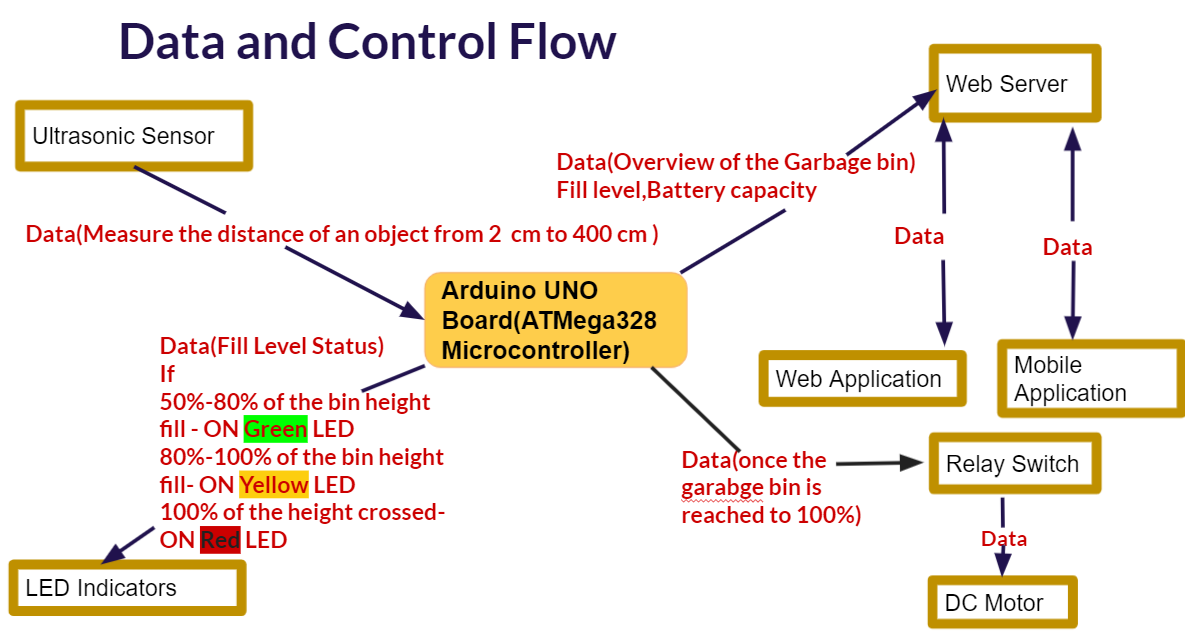 Data and Control Flow
Web Server
Ultrasonic Sensor
Data(Overview of the Garbage bin)
Fill level,Battery capacity
Data(Measure the distance of an object from 2 cm to 400 cm )
Data
Data
Arduino UNO
Board(ATMega328
Microcontroller)
Data(Fill Level Status)
If
50%-80% of the bin height
fill - ON Green LED
80%-100% of the bin height
fill- ON Yellow LED
100% of the height crossed-
ON Red LED
Web Application
Mobile
Application
Data(once the
garabge bin is
reached to 100%)
Relay Switch
Data
LED Indicators
DC Motor